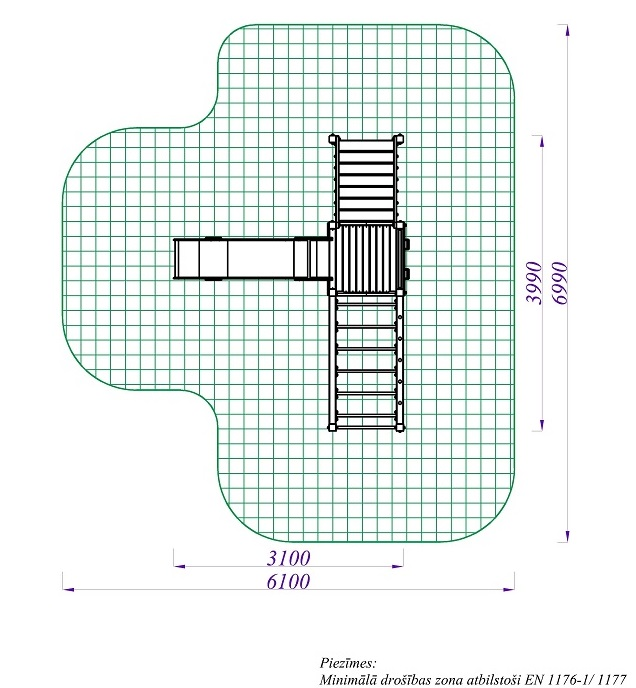 3990
6990
3100
6100
Piezīmes:
Minimālā drošības zona atbilstoši EN 1176-1/ 1177